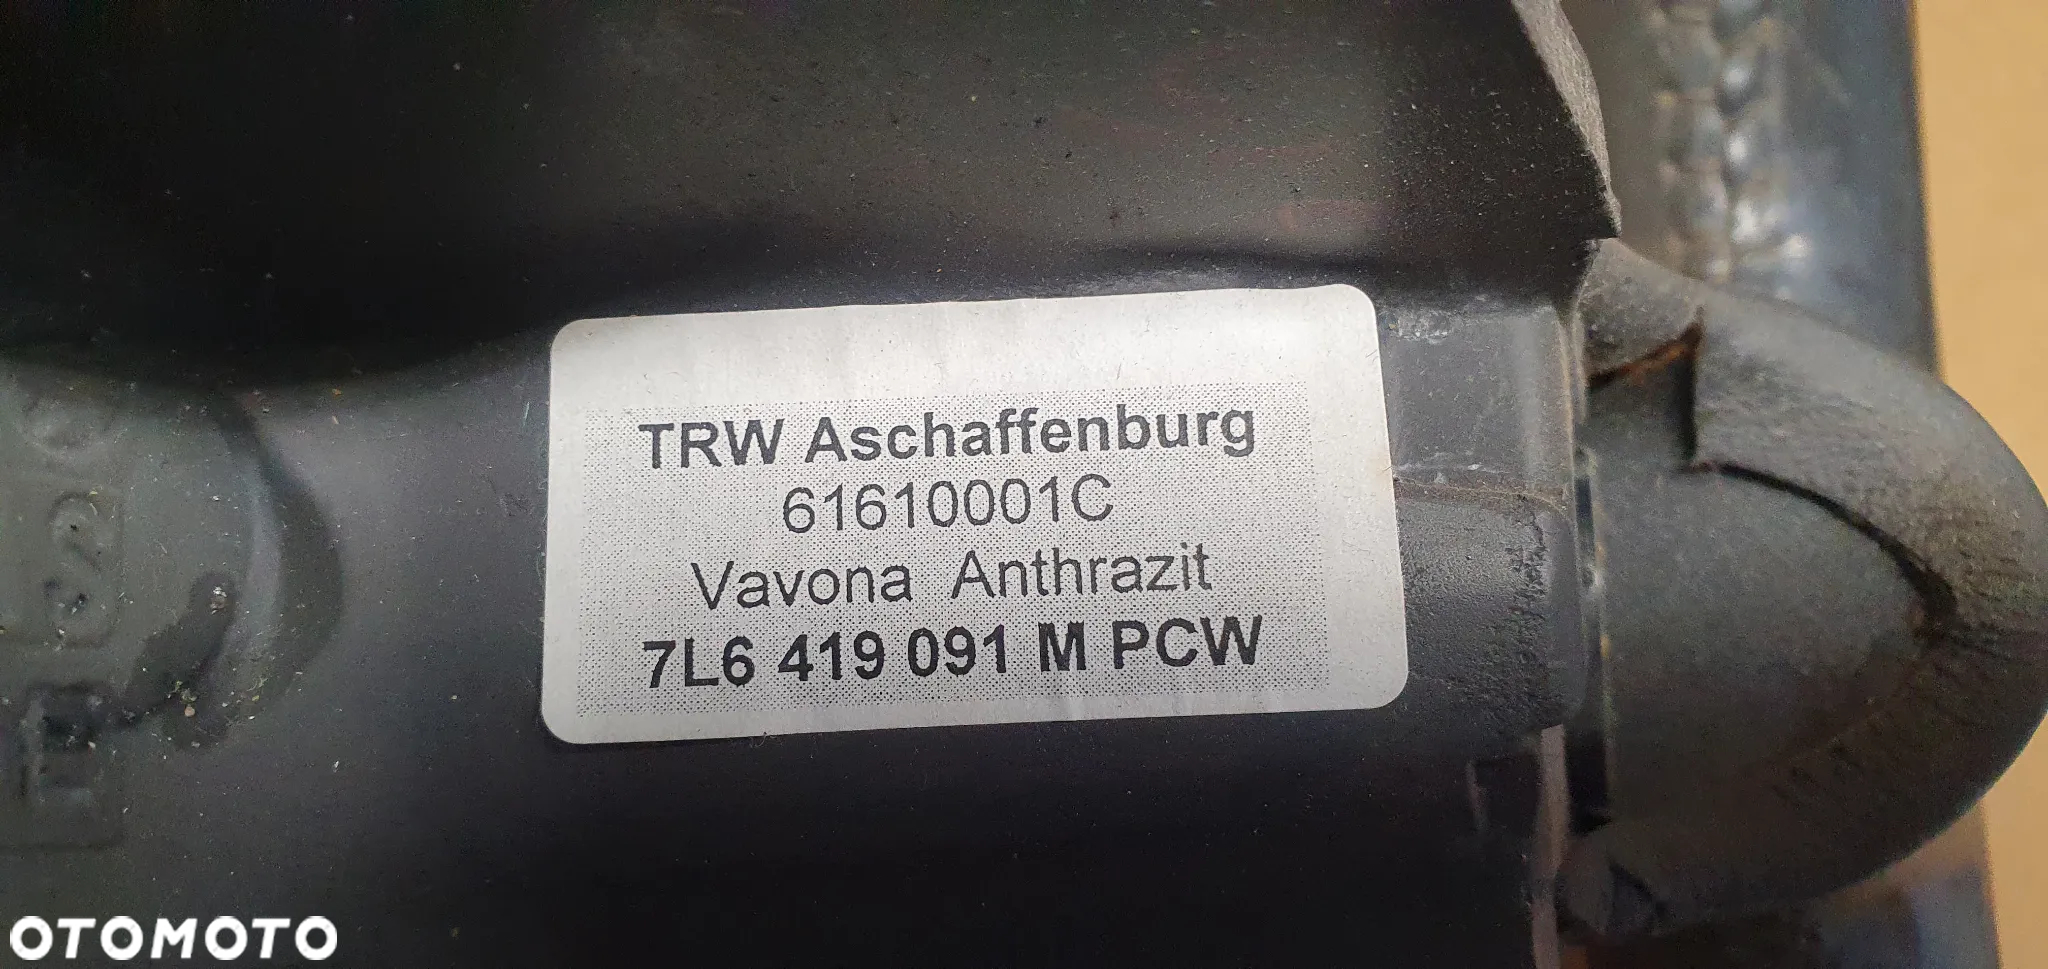 TRW Aschaffenburg
61610001C
Vavona Anthrazit
7L6 419 091 M PCW
OTOMOTO